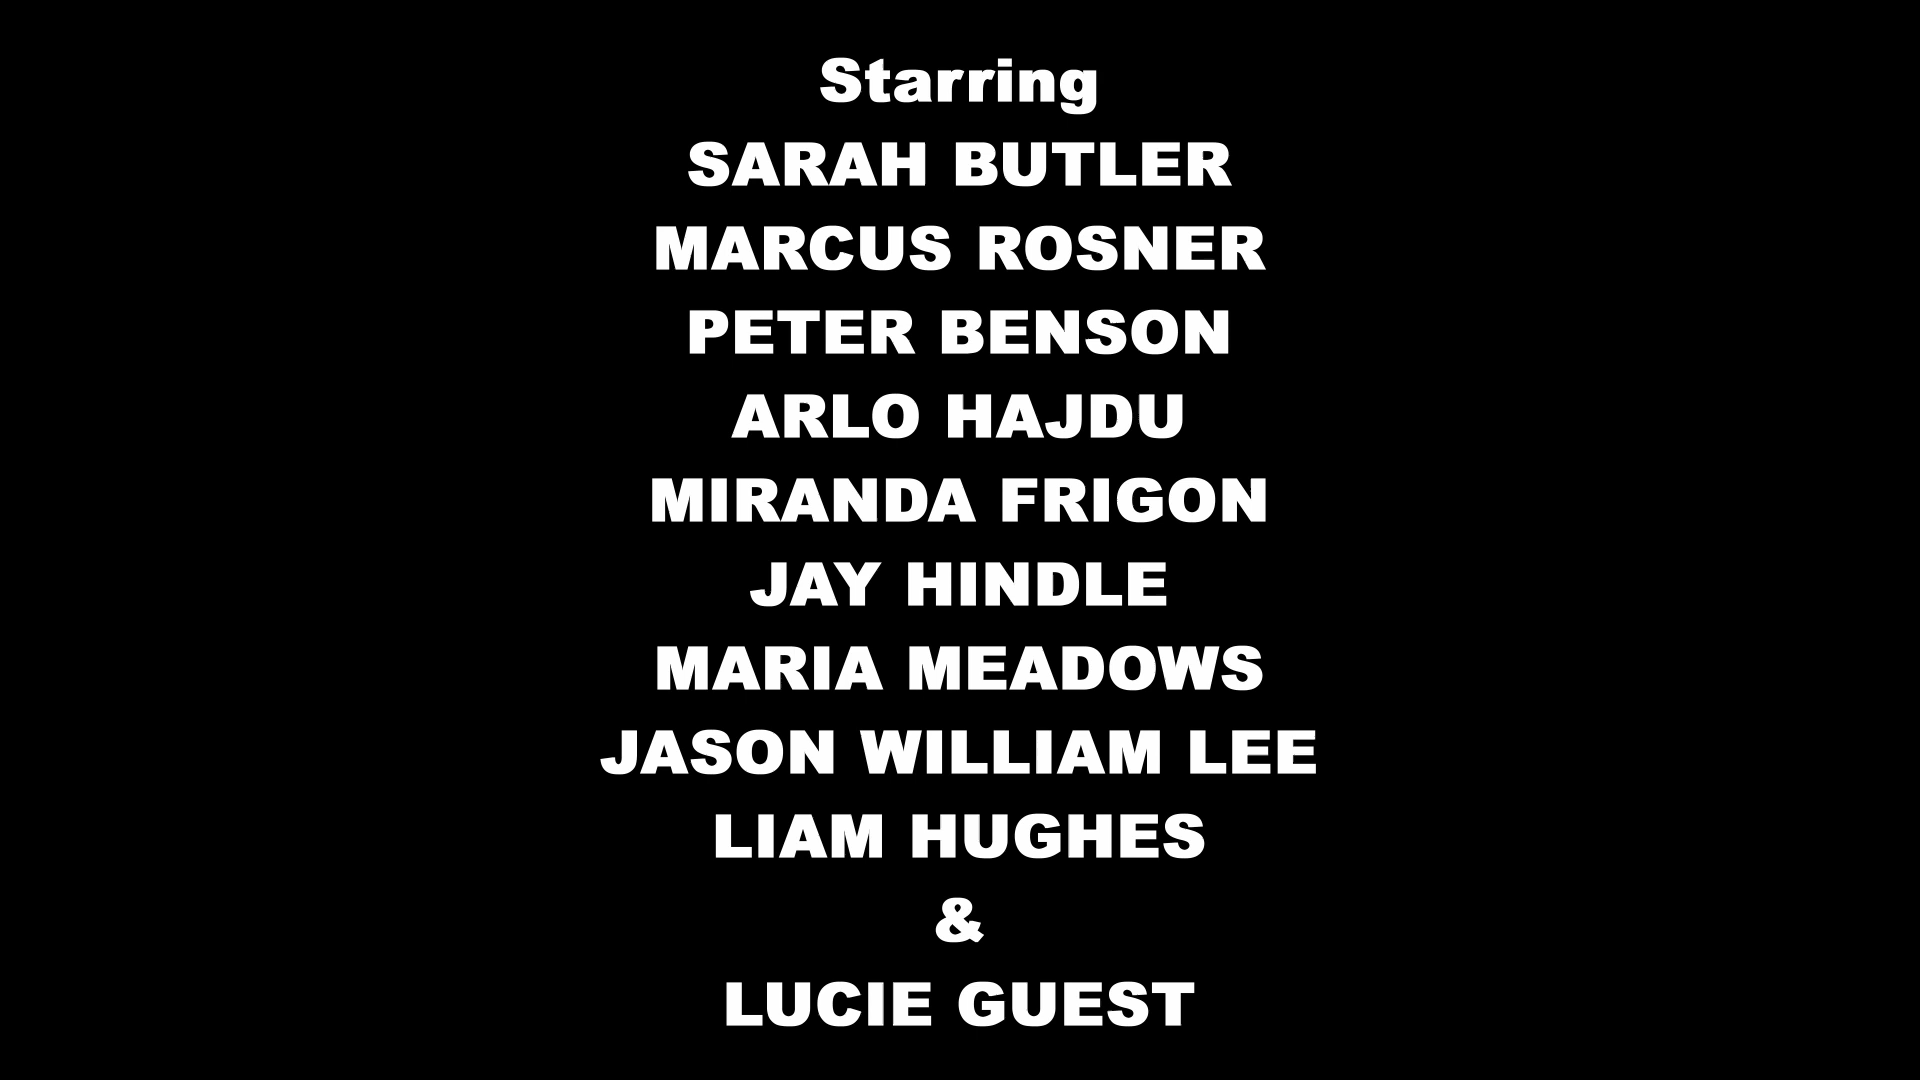 Starring
SARAH BUTLER
MARCUS ROSNER
PETER BENSON
ARLO HAJDU
MIRANDA FRIGON
JAY HINDLE
MARIA MEADOWS
JASON WILLIAM LEE
LIAM HUGHES
&
LUCIE GUEST